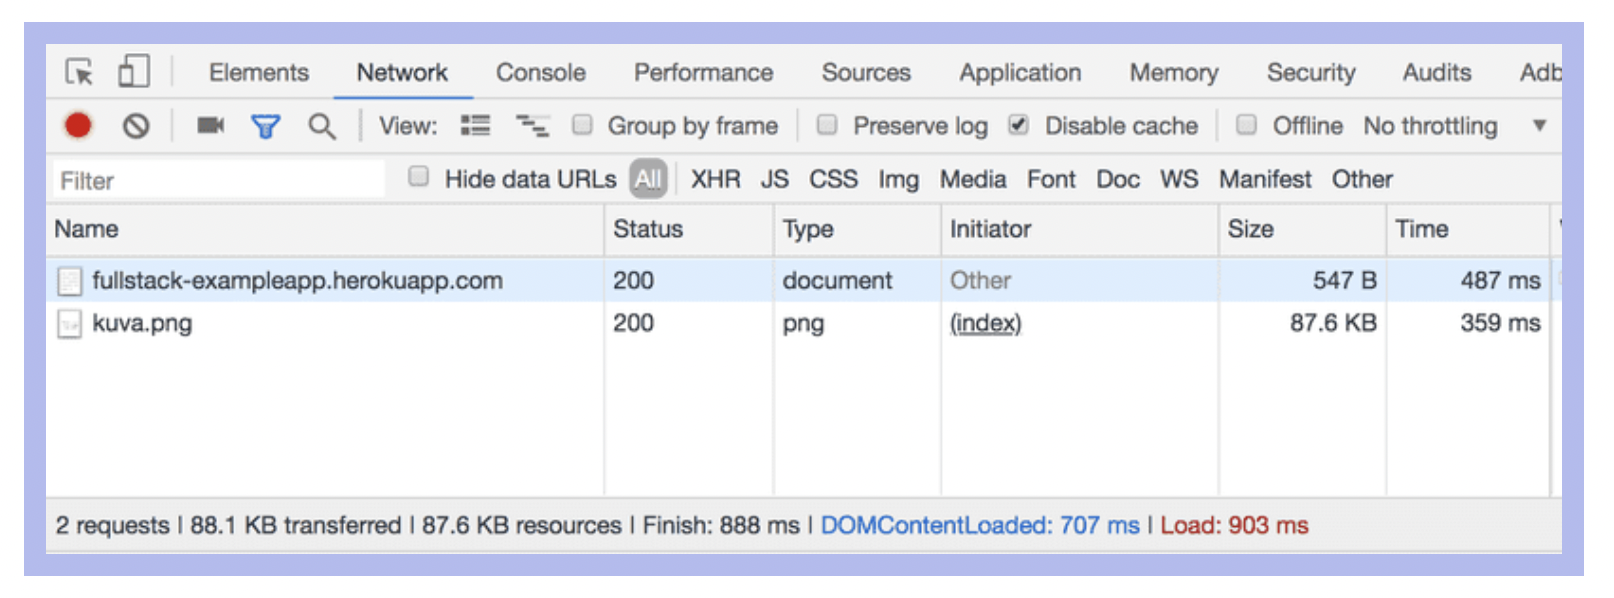 Elements Network Console Performance Sources Application Memory Security Audits Adb
View: Group by frame Preserve log Disable cache Offline No throttling
Filter Hide data URLs All XHR JS CSS Img Media Font Doc WS Manifest Other
Name Status Type Initiator Size Time
fullstack-exampleapp.herokuapp.com 200 document Other 547 B 487 ms
kuva.png 200 png (index) 87.6 KB 359 ms
2 requests | 88.1 KB transferred | 87.6 KB resources | Finish: 888 ms | DOMContentLoaded: 707 ms | Load: 903 ms